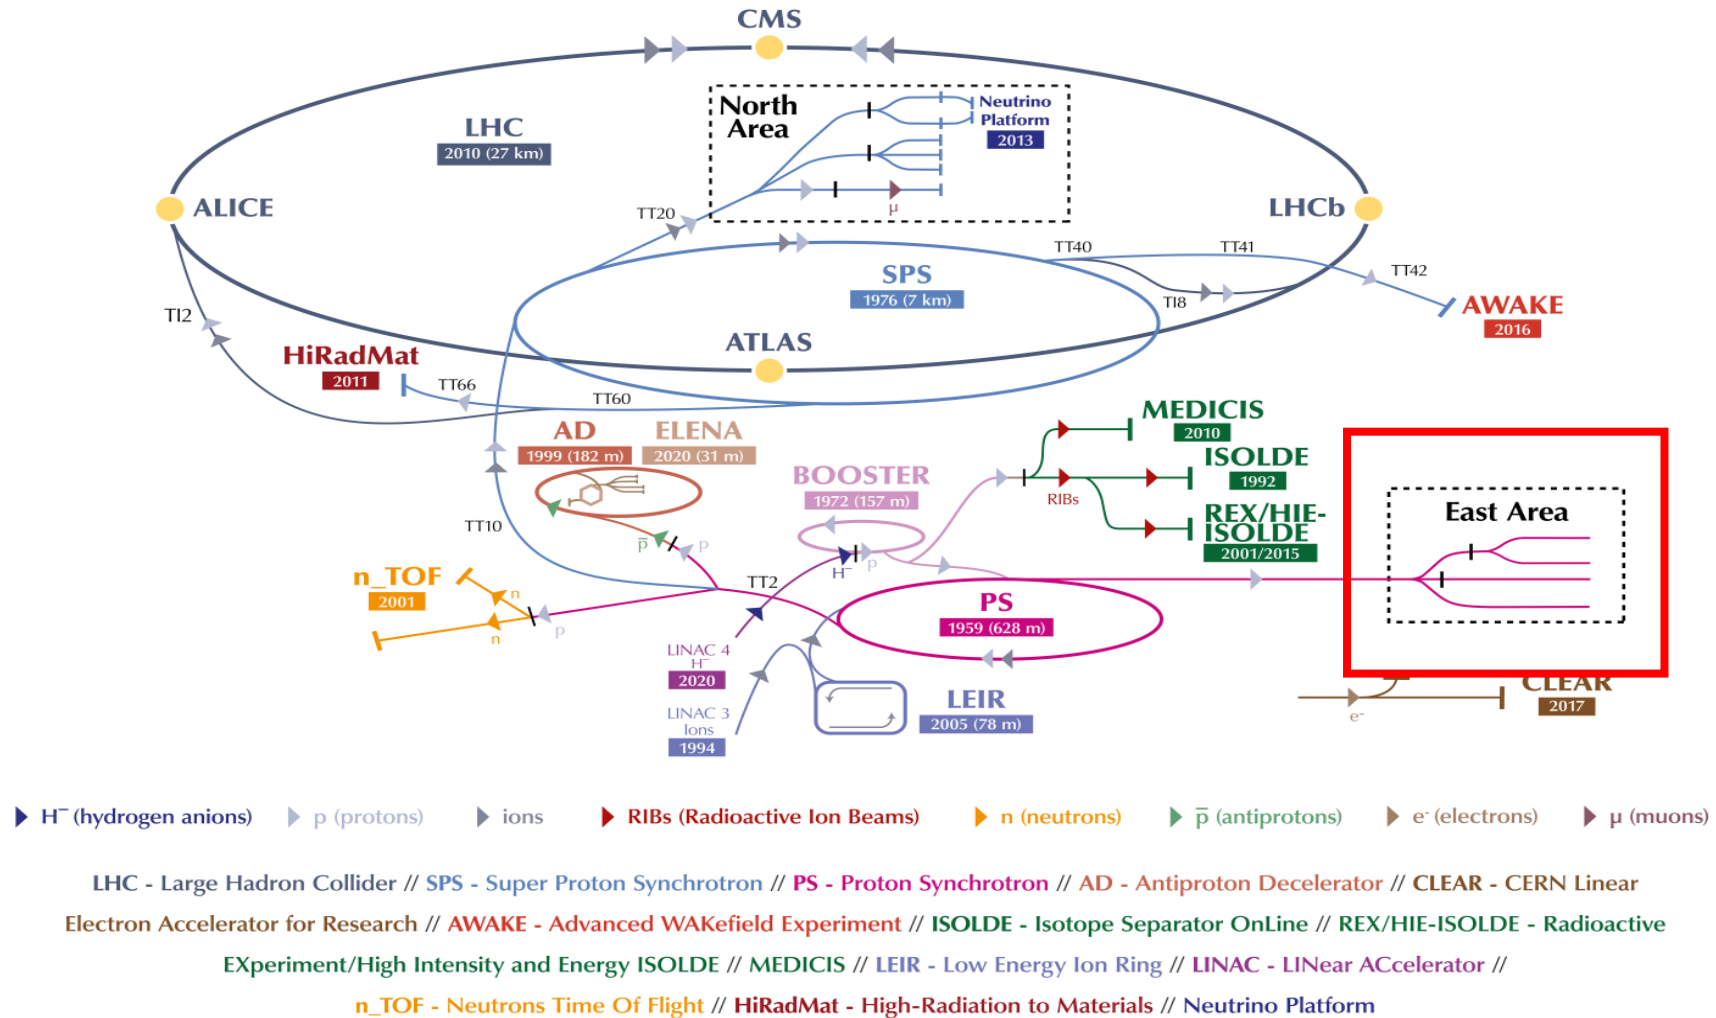 CMS
North
Area
Neutrino
Platform
2013
LHC
2010 (27 km)
ALICE
LHCb
TT20
μ
TT40
TT41
TT42
SPS
1976 (7 km)
TI8
AWAKE
2016
TI2
ATLAS
HiRadMat
2011
TT66
TT60
MEDICIS
2010
AD
1999 (182 m)
ELENA
2020 (31 m)
BOOSTER
1972 (157 m)
ISOLDE
1992
RIBs
REX/HIE-
ISOLDE
2001/2015
East Area
TT10
p̅
p
H⁻
p
n_TOF
2001
n
n
p
TT2
PS
1959 (628 m)
LINAC 4
H⁻
2020
LINAC 3
Ions
1994
LEIR
2005 (78 m)
CLEAR
2017
e⁻
H⁻ (hydrogen anions)
p (protons)
ions
RIBs (Radioactive Ion Beams)
n (neutrons)
p̅ (antiprotons)
e⁻ (electrons)
μ (muons)
LHC - Large Hadron Collider // SPS - Super Proton Synchrotron // PS - Proton Synchrotron // AD - Antiproton Decelerator // CLEAR - CERN Linear
Electron Accelerator for Research // AWAKE - Advanced WAKefield Experiment // ISOLDE - Isotope Separator OnLine // REX/HIE-ISOLDE - Radioactive
EXperiment/High Intensity and Energy ISOLDE // MEDICIS // LEIR - Low Energy Ion Ring // LINAC - LINear ACcelerator //
n_TOF - Neutrons Time Of Flight // HiRadMat - High-Radiation to Materials // Neutrino Platform